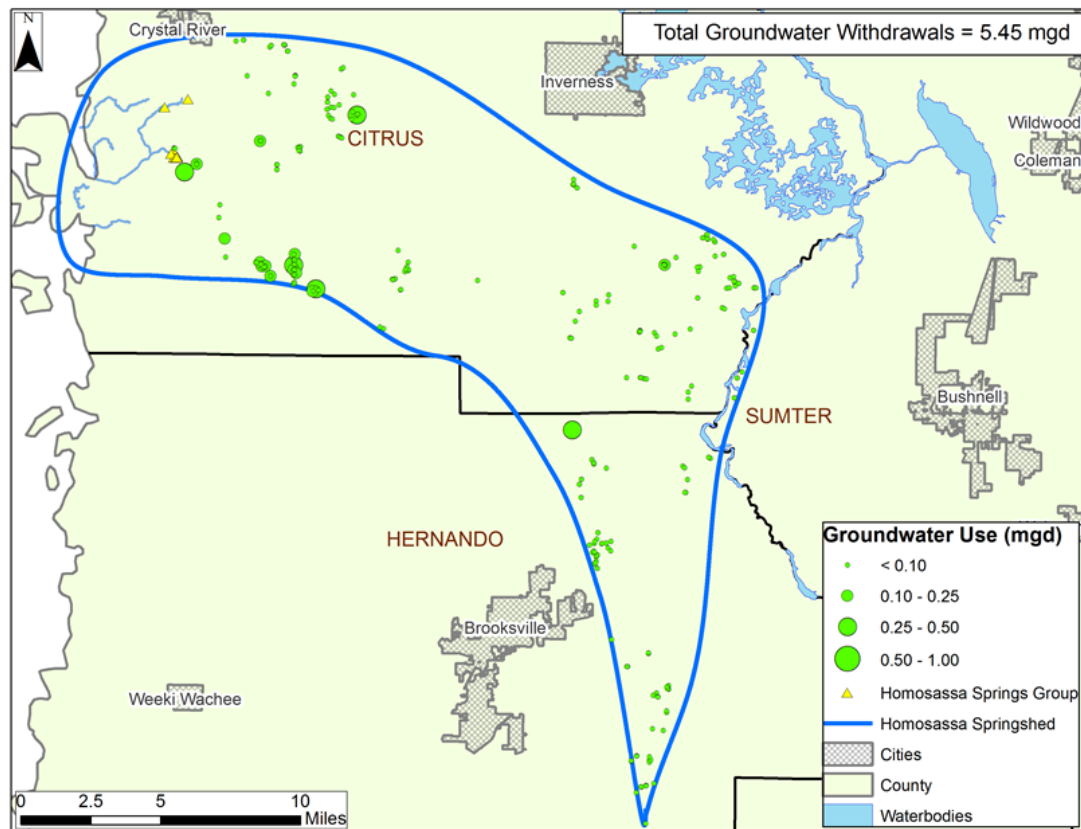 N
Crystal River
Total Groundwater Withdrawals = 5.45 mgd
Inverness
Wildwood
Coleman
CITRUS
Bushnell
SUMTER
HERNANDO
Brooksville
Weeki Wachee
Groundwater Use (mgd)
< 0.10
0.10 - 0.25
0.25 - 0.50
0.50 - 1.00
Homosassa Springs Group
Homosassa Springshed
Cities
County
Waterbodies
0 2.5 5 10
Miles